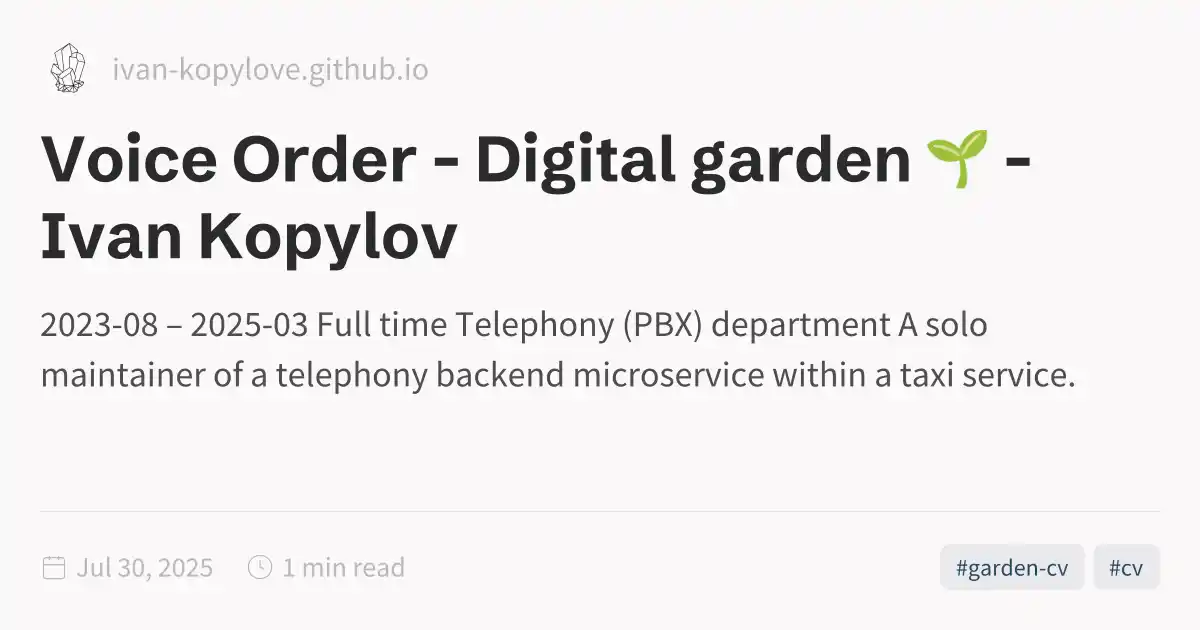 ivan-kopylove.github.io
Voice Order - Digital garden 🌱 -
Ivan Kopylov
2023-08 – 2025-03 Full time Telephony (PBX) department A solo
maintainer of a telephony backend microservice within a taxi service.
Jul 30, 2025 1 min read #garden-cv #cv